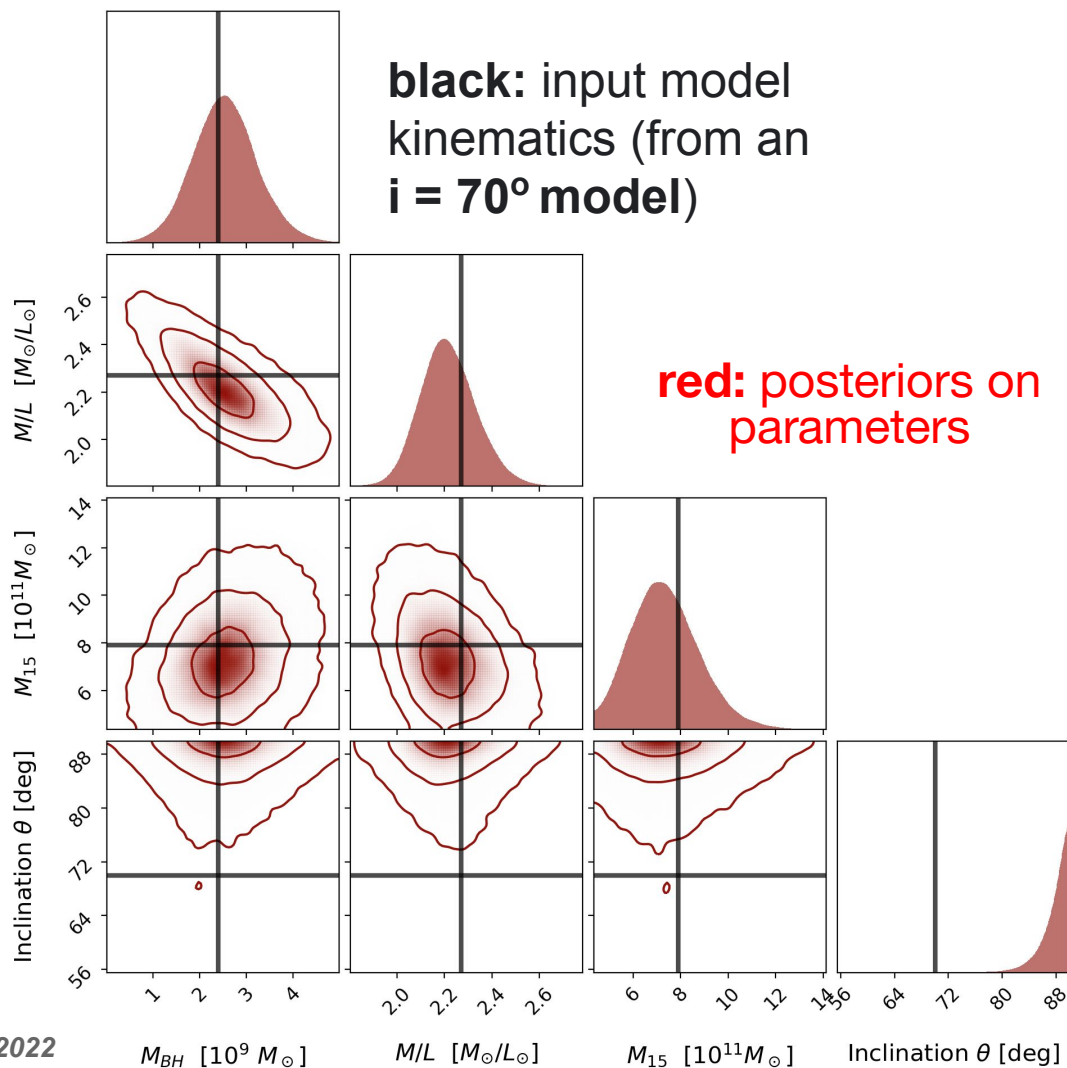 black: input model
kinematics (from an
i = 70º model)
red: posteriors on
parameters
M/L [M⊙/L⊙]
2.6
2.4
2.2
2.0
M₁₅ [10¹¹M⊙]
14
12
10
8
6
Inclination θ [deg]
88
80
72
64
56
1 2 3 4
2.0 2.2 2.4 2.6
6 8 10 12 14
56 64 72 80 88
2022
M_BH [10⁹ M⊙]
M/L [M⊙/L⊙]
M₁₅ [10¹¹M⊙]
Inclination θ [deg]